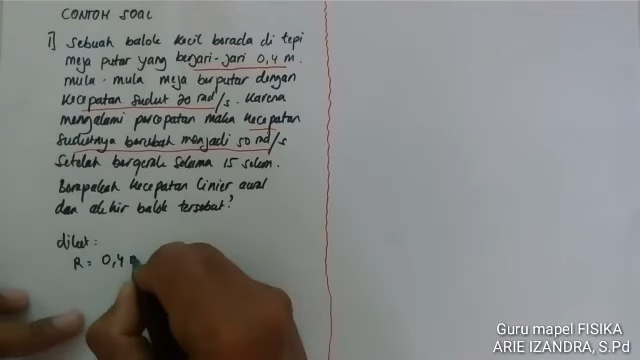 CONTOH SOAL
1] Sebuah balok kecil berada di tepi
meja putar yang berjari-jari 0,4 m.
mula-mula meja berputar dengan
kecepatan sudut 20 rad/s. Karena
mengalami percepatan maka kecepatan
sudutnya berubah menjadi 50 rad/s
setelah bergerak selama 15 sekon.
Berapakah kecepatan linier awal
dan akhir balok tersebut?
diket:
R = 0,4 m
Guru mapel FISIKA
ARIE IZANDRA, S.Pd